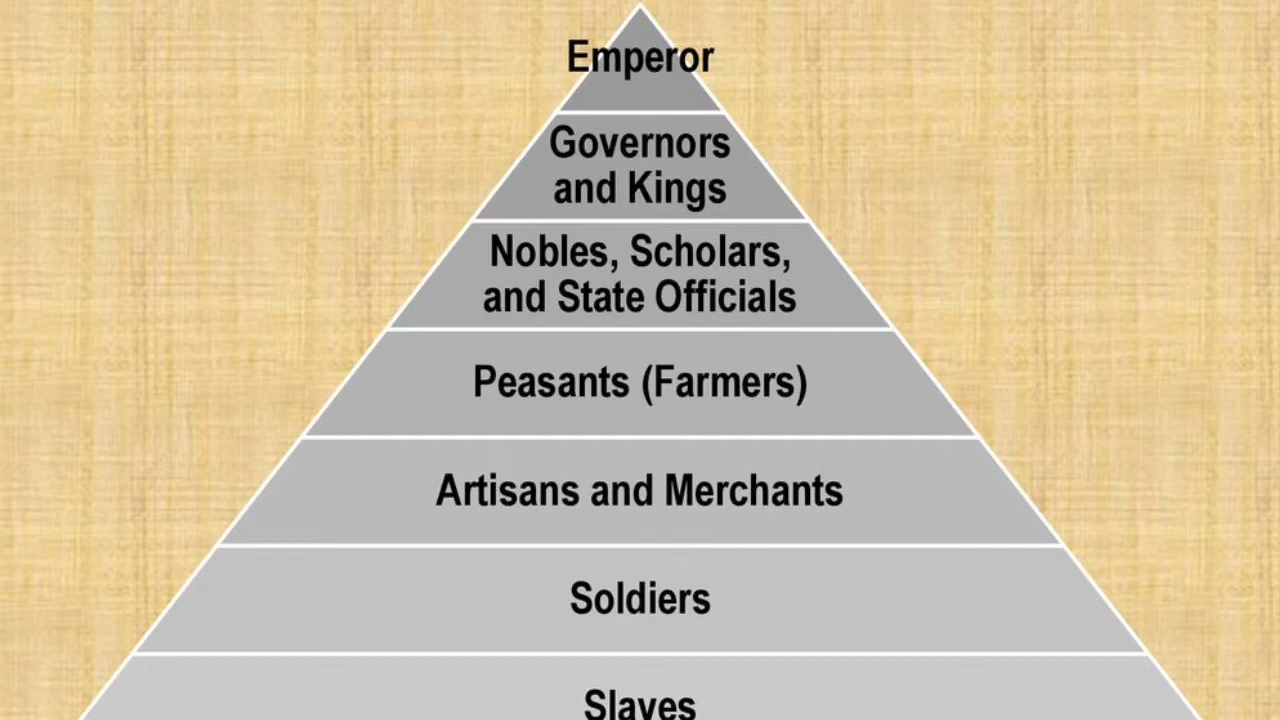 Emperor
Governors
and Kings
Nobles, Scholars,
and State Officials
Peasants (Farmers)
Artisans and Merchants
Soldiers
Slaves